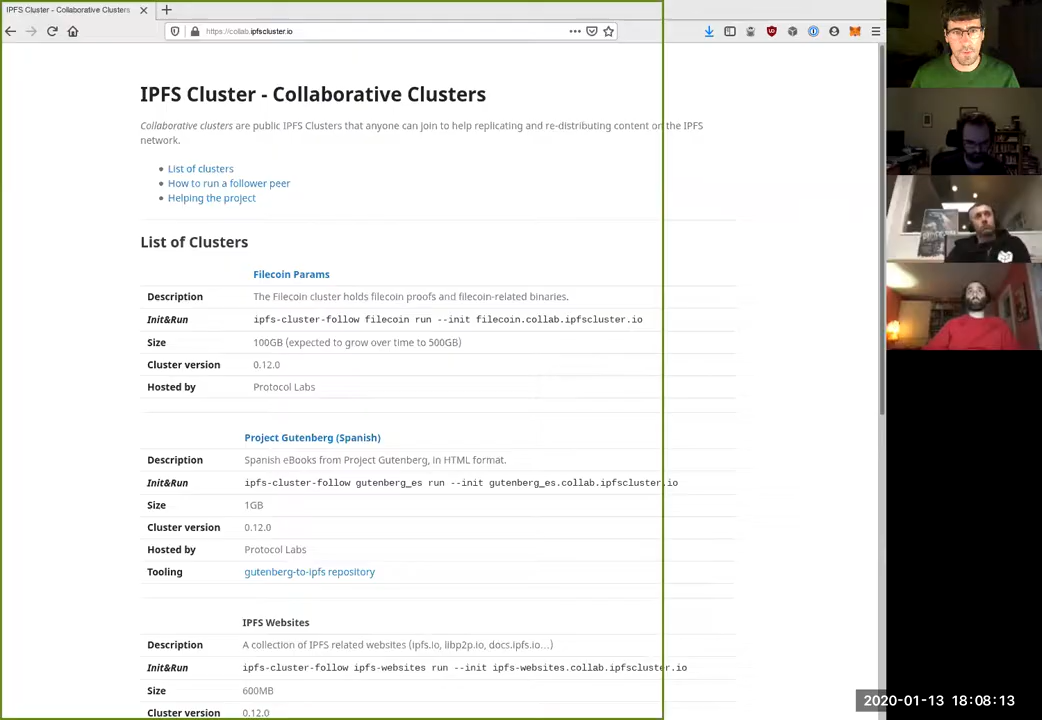 IPFS Cluster - Collaborative Clusters
https://collab.ipfscluster.io
IPFS Cluster - Collaborative Clusters
Collaborative clusters are public IPFS Clusters that anyone can join to help replicating and re-distributing content on the IPFS
network.
List of clusters
How to run a follower peer
Helping the project
List of Clusters
Filecoin Params
Description The Filecoin cluster holds filecoin proofs and filecoin-related binaries.
Init&Run ipfs-cluster-follow filecoin run --init filecoin.collab.ipfscluster.io
Size 100GB (expected to grow over time to 500GB)
Cluster version 0.12.0
Hosted by Protocol Labs
Project Gutenberg (Spanish)
Description Spanish eBooks from Project Gutenberg, in HTML format.
Init&Run ipfs-cluster-follow gutenberg_es run --init gutenberg_es.collab.ipfscluster.io
Size 1GB
Cluster version 0.12.0
Hosted by Protocol Labs
Tooling gutenberg-to-ipfs repository
IPFS Websites
Description A collection of IPFS related websites (ipfs.io, libp2p.io, docs.ipfs.io...)
Init&Run ipfs-cluster-follow ipfs-websites run --init ipfs-websites.collab.ipfscluster.io
Size 600MB
Cluster version 0.12.0
2020-01-13 18:08:13